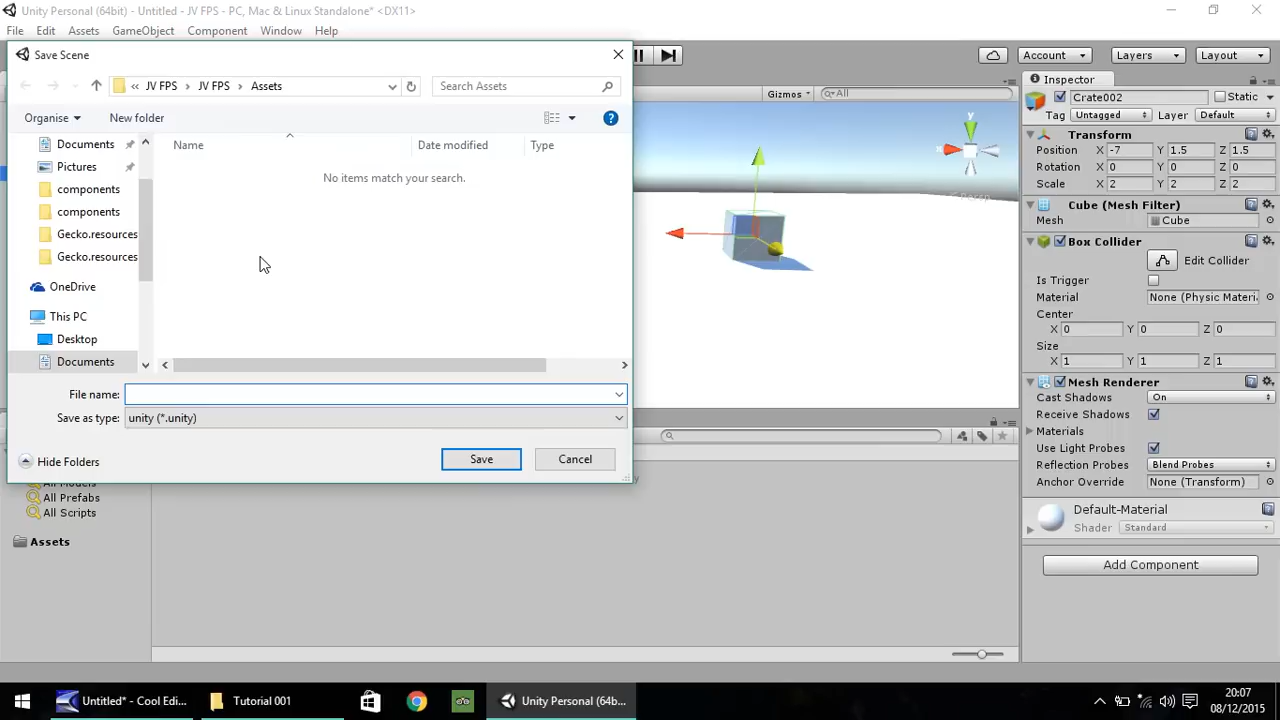 Unity Personal (64bit) - Untitled - JV FPS - PC, Mac & Linux Standalone* <DX11>
File Edit Assets GameObject Component Window Help
Save Scene
Account Layers Layout
JV FPS JV FPS Assets Search Assets
Organise New folder
Documents
Pictures
components
components
Gecko.resources
Gecko.resources
OneDrive
This PC
Desktop
Documents
Name Date modified Type
No items match your search.
File name:
Save as type: unity (*.unity)
Hide Folders Save Cancel
Gizmos All
y
x
Persp
All Prefabs
All Scripts
Assets
Inspector
Crate002 Static
Tag Untagged Layer Default
Transform
Position X -7 Y 1.5 Z 1.5
Rotation X 0 Y 0 Z 0
Scale X 2 Y 2 Z 2
Cube (Mesh Filter)
Mesh Cube
Box Collider
Edit Collider
Is Trigger
Material None (Physic Materi
Center
X 0 Y 0 Z 0
Size
X 1 Y 1 Z 1
Mesh Renderer
Cast Shadows On
Receive Shadows
Materials
Use Light Probes
Reflection Probes Blend Probes
Anchor Override None (Transform)
Default-Material
Shader Standard
Add Component
Untitled* - Cool Edi... Tutorial 001 Unity Personal (64b...
20:07
08/12/2015